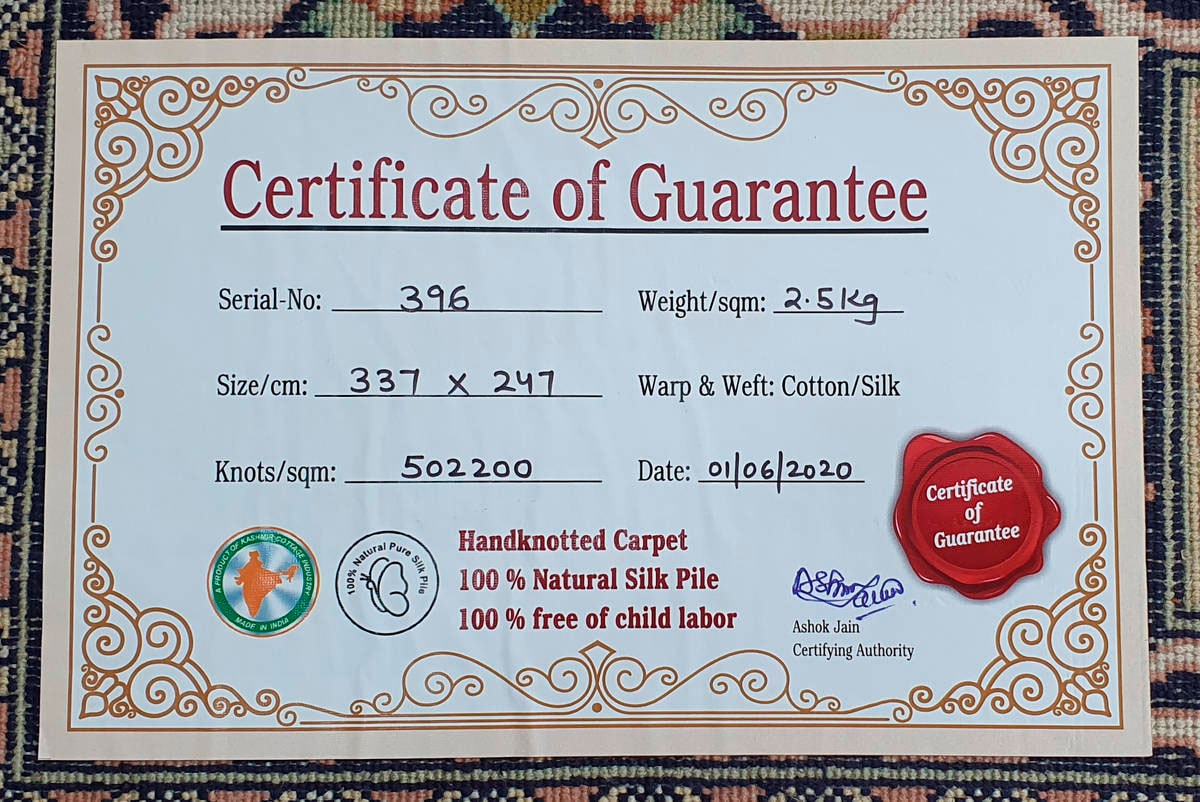 Certificate of Guarantee
Serial-No: 396
Weight/sqm: 2.5kg
Size/cm: 337 x 247
Warp & Weft: Cotton/Silk
Knots/sqm: 502200
Date: 01/06/2020
Certificate
of
Guarantee
A PRODUCT OF KASHMIR COTTAGE INDUSTRY
MADE IN INDIA
100% Natural Pure Silk Pile
Handknotted Carpet
100 % Natural Silk Pile
100 % free of child labor
Ashok Jain
Certifying Authority